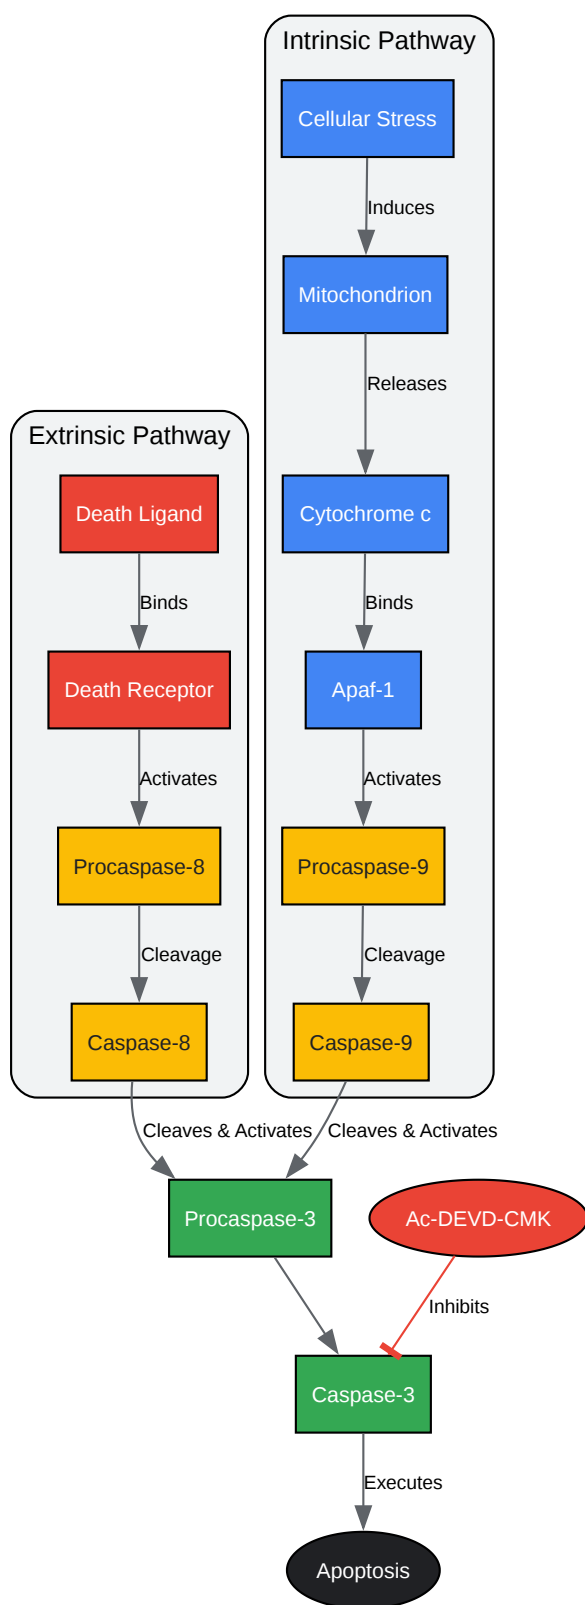 Intrinsic Pathway
Cellular Stress
Induces
Mitochondrion
Releases
Cytochrome c
Binds
Apaf-1
Activates
Procaspase-9
Cleavage
Caspase-9
Cleaves & Activates
Extrinsic Pathway
Death Ligand
Binds
Death Receptor
Activates
Procaspase-8
Cleavage
Caspase-8
Cleaves & Activates
Procaspase-3
Ac-DEVD-CMK
Inhibits
Caspase-3
Executes
Apoptosis